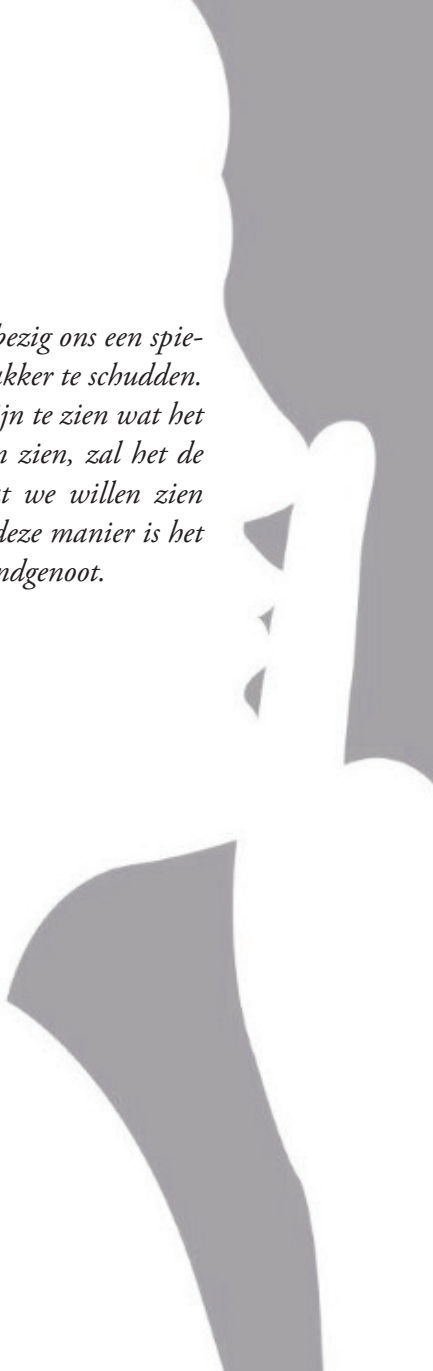 bezig ons een spie-
kker te schudden.
ijn te zien wat het
n zien, zal het de
t we willen zien
deze manier is het
ndgenoot.